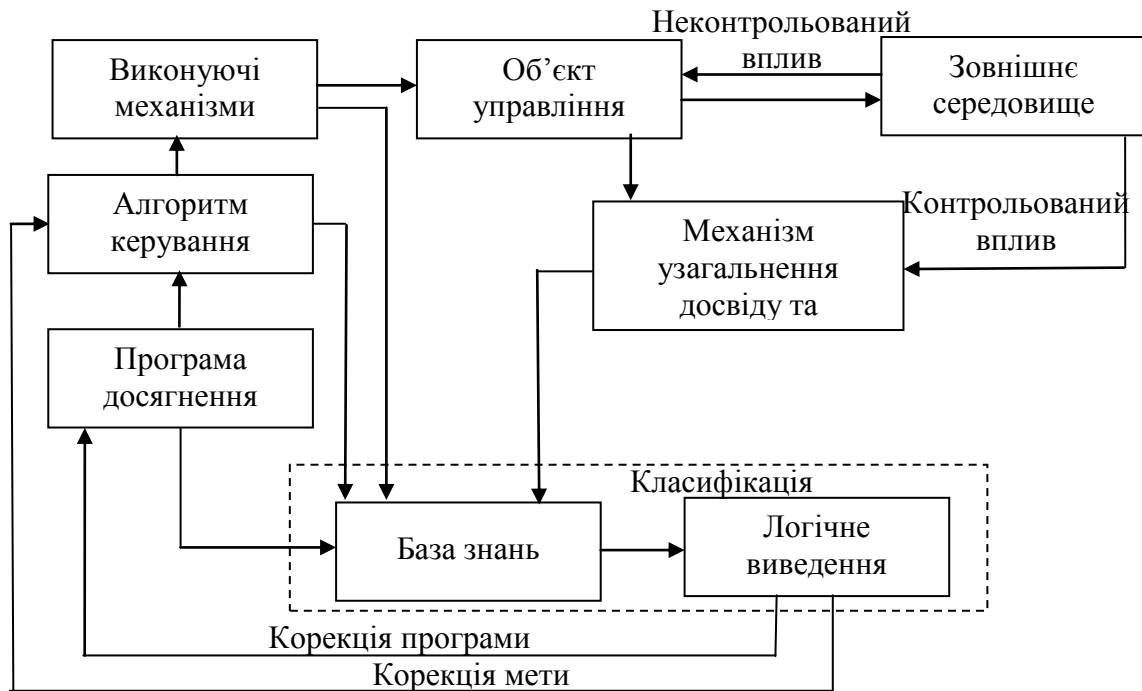 Неконтрольований
вплив
Виконуючі
механізми
Об’єкт
управління
Зовнішнє
середовище
Алгоритм
керування
Механізм
узагальнення
досвіду та
Контрольований
вплив
Програма
досягнення
Класифікація
База знань
Логічне
виведення
Корекція програми
Корекція мети